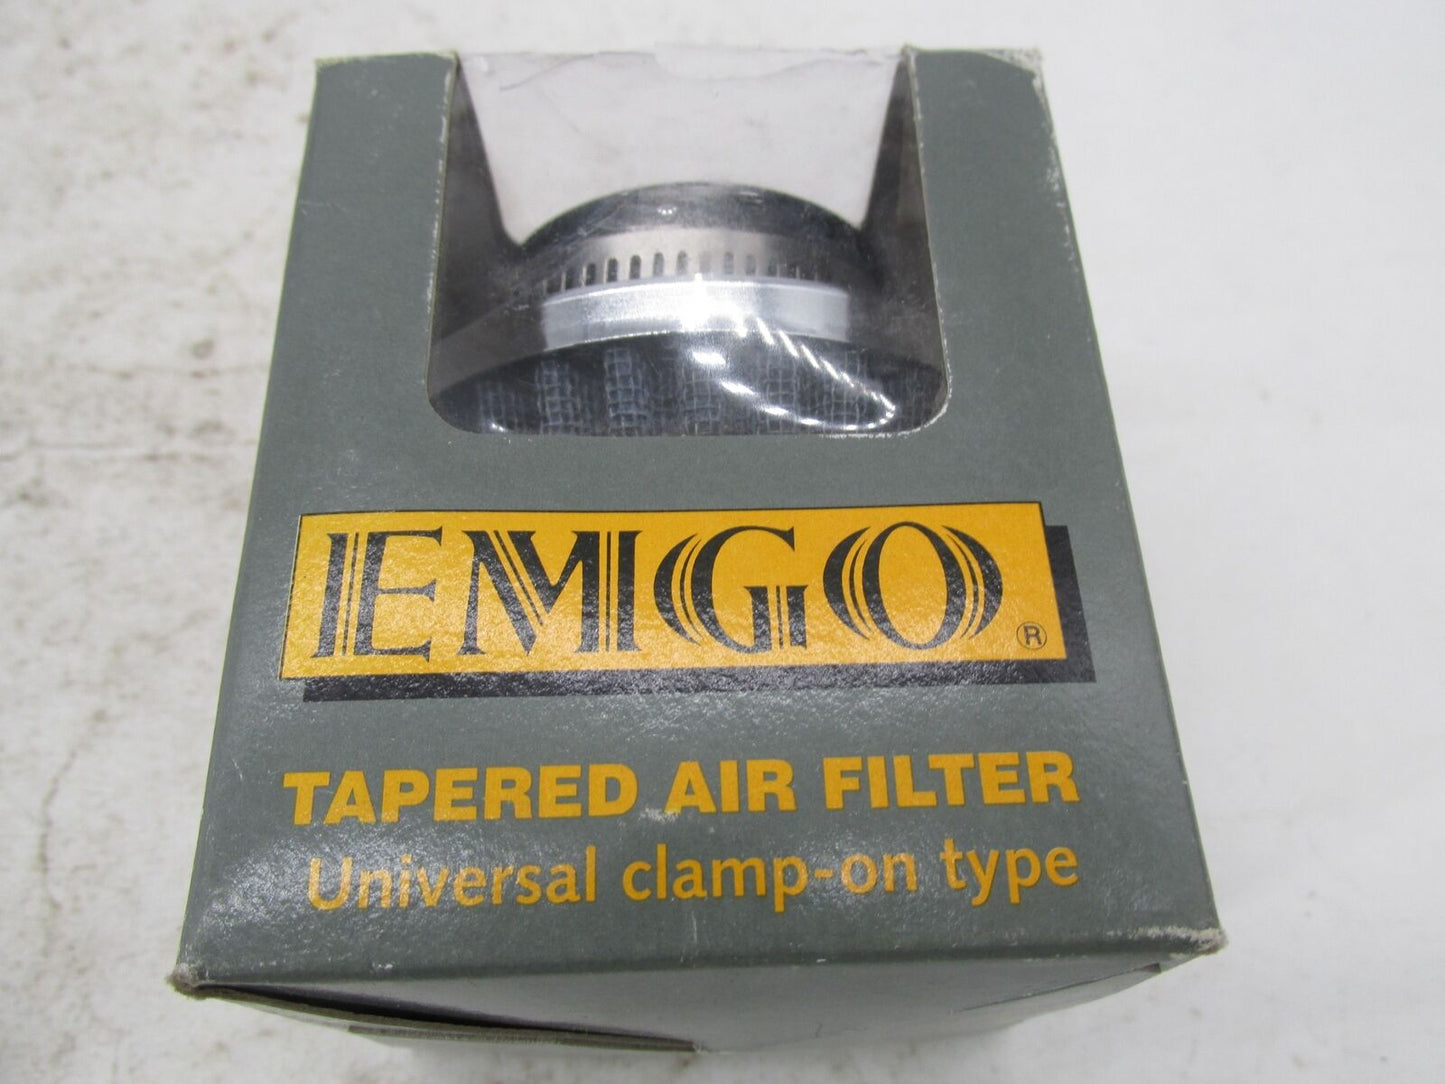 EMGO ®
TAPERED AIR FILTER
Universal clamp-on type